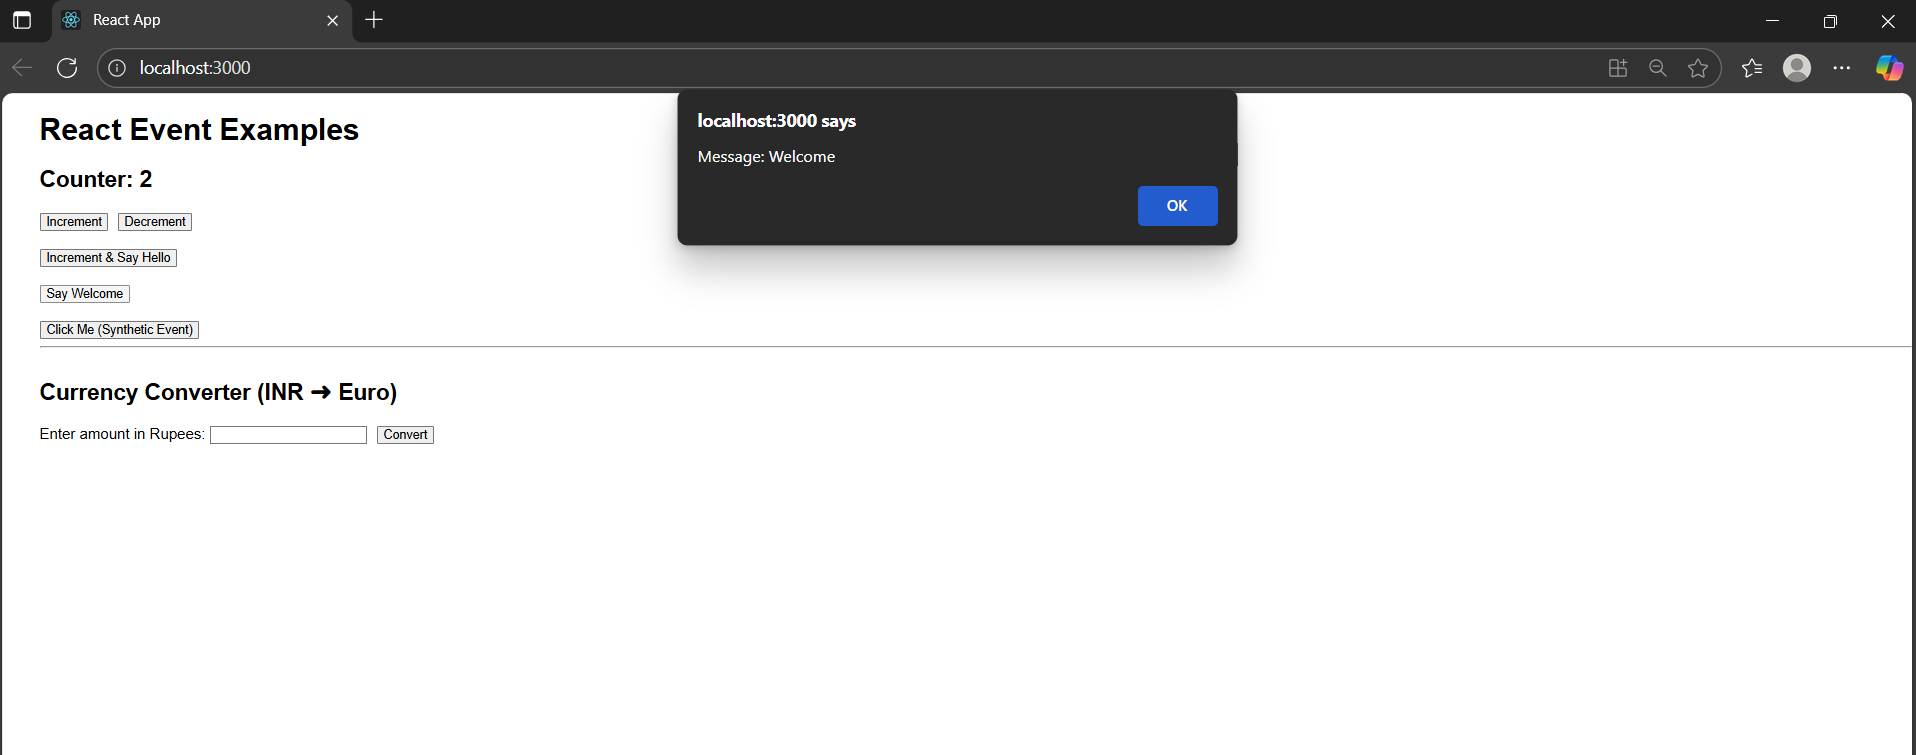 React App
localhost:3000
localhost:3000 says
Message: Welcome
OK
React Event Examples
Counter: 2
Increment Decrement
Increment & Say Hello
Say Welcome
Click Me (Synthetic Event)
Currency Converter (INR ➜ Euro)
Enter amount in Rupees: Convert